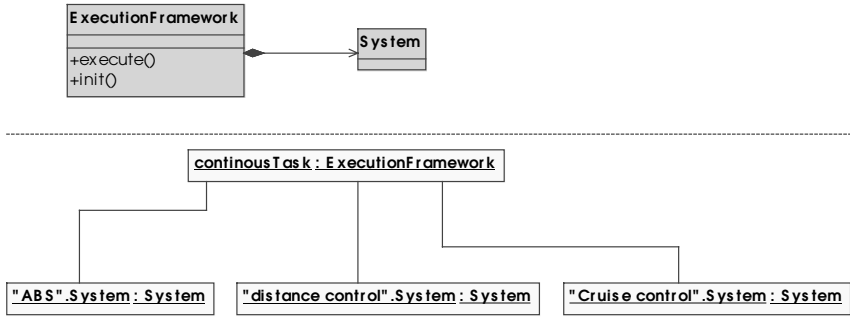 ExecutionFramework
System
+execute()
+init()
continousTask : ExecutionFramework
"ABS".System : System
"distance control".System : System
"Cruise control".System : System